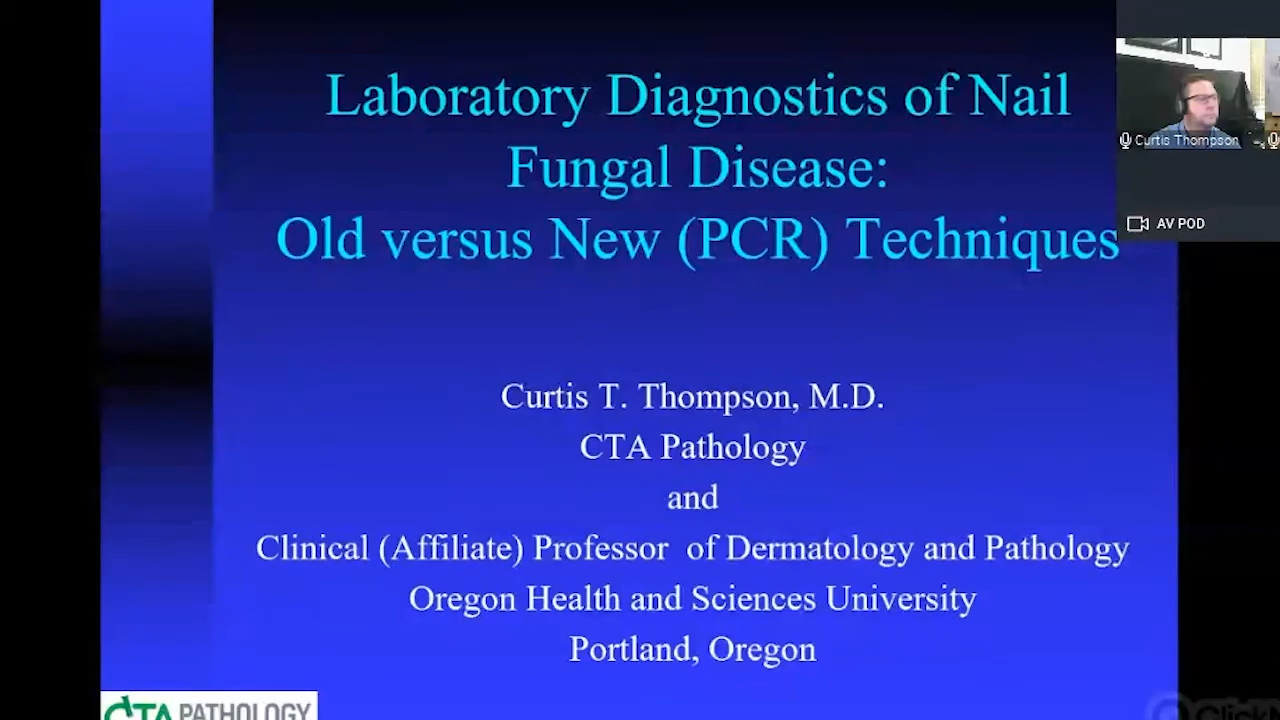 Laboratory Diagnostics of Nail
Fungal Disease:
Old versus New (PCR) Techniques
Curtis Thompson
AV POD
Curtis T. Thompson, M.D.
CTA Pathology
and
Clinical (Affiliate) Professor of Dermatology and Pathology
Oregon Health and Sciences University
Portland, Oregon
CTA PATHOLOGY